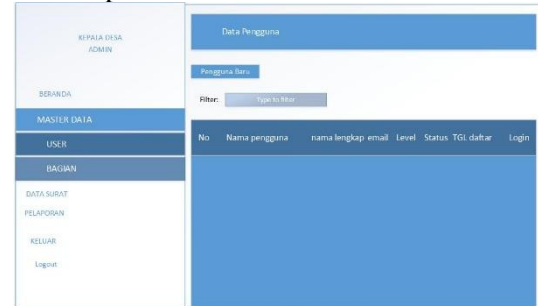 KEPALA DESA
ADMIN
BERANDA
MASTER DATA
USER
BAGIAN
DATA SURAT
PELAPORAN
KELUAR
Logout
Data Pengguna
Pengguna Baru
Filter: Type to filter
No Nama pengguna nama lengkap email Level Status TGL daftar Login